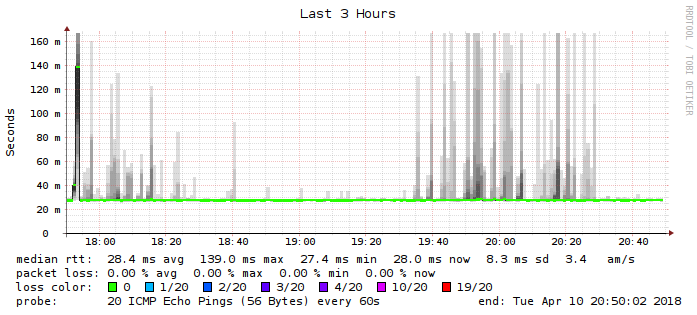 Last 3 Hours
RRDTOOL / TOBI OETIKER
Seconds
160 m
140 m
120 m
100 m
80 m
60 m
40 m
20 m
0
18:00 18:20 18:40 19:00 19:20 19:40 20:00 20:20 20:40
median rtt: 28.4 ms avg 139.0 ms max 27.4 ms min 28.0 ms now 8.3 ms sd 3.4 am/s
packet loss: 0.00 % avg 0.00 % max 0.00 % min 0.00 % now
loss color: 0 1/20 2/20 3/20 4/20 10/20 19/20
probe: 20 ICMP Echo Pings (56 Bytes) every 60s end: Tue Apr 10 20:50:02 2018